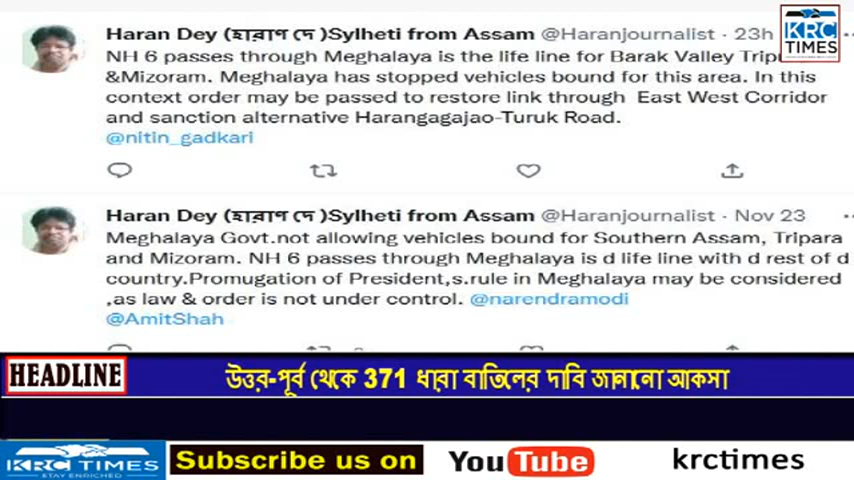 Haran Dey (হারাণ দে )Sylheti from Assam @Haranjournalist · 23h
KRC
TIMES
NH 6 passes through Meghalaya is the life line for Barak Valley
&Mizoram. Meghalaya has stopped vehicles bound for this area. In this
context order may be passed to restore link through East West Corridor
and sanction alternative Harangagajao-Turuk Road.
@nitin_gadkari
Haran Dey (হারাণ দে )Sylheti from Assam @Haranjournalist · Nov 23
Meghalaya Govt.not allowing vehicles bound for Southern Assam, Tripara
and Mizoram. NH 6 passes through Meghalaya is d life line with d rest of d
country.Promugation of President,s.rule in Meghalaya may be considered
,as law & order is not under control. @narendramodi
@AmitShah
HEADLINE
উত্তর-পূর্ব থেকে 371 ধারা বাতিলের দাবি জানানো আকসা
KRC TIMES
STAY ENRICHED
Subscribe us on
YouTube
krctimes